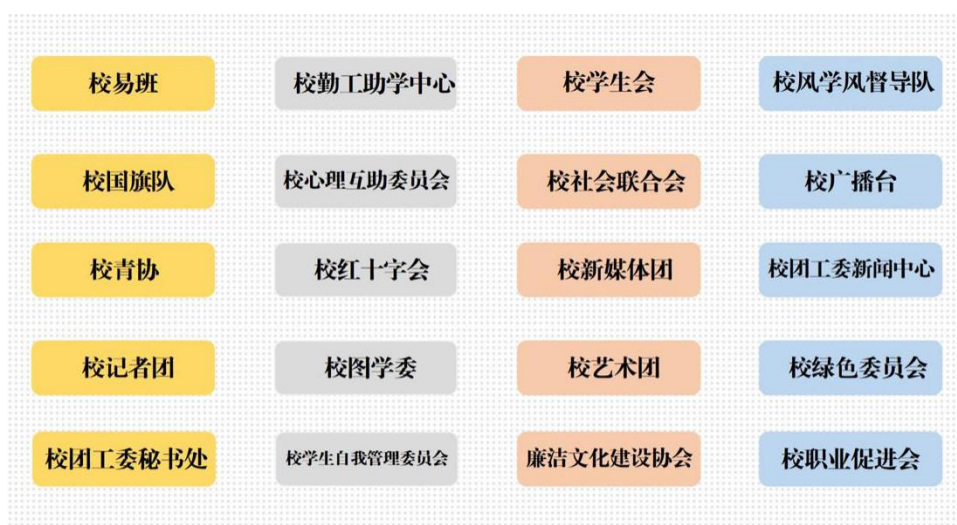 校易班
校勤工助学中心
校学生会
校风学风督导队
校国旗队
校心理互助委员会
校社会联合会
校广播台
校青协
校红十字会
校新媒体团
校团工委新闻中心
校记者团
校图学委
校艺术团
校绿色委员会
校团工委秘书处
校学生自我管理委员会
廉洁文化建设协会
校职业促进会